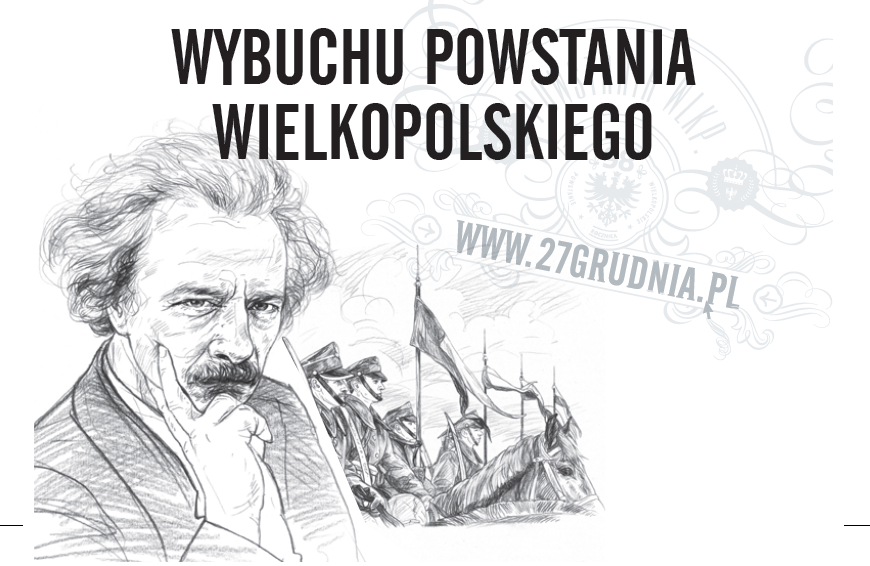 WYBUCHU POWSTANIA
WIELKOPOLSKIEGO
WWW.27GRUDNIA.PL